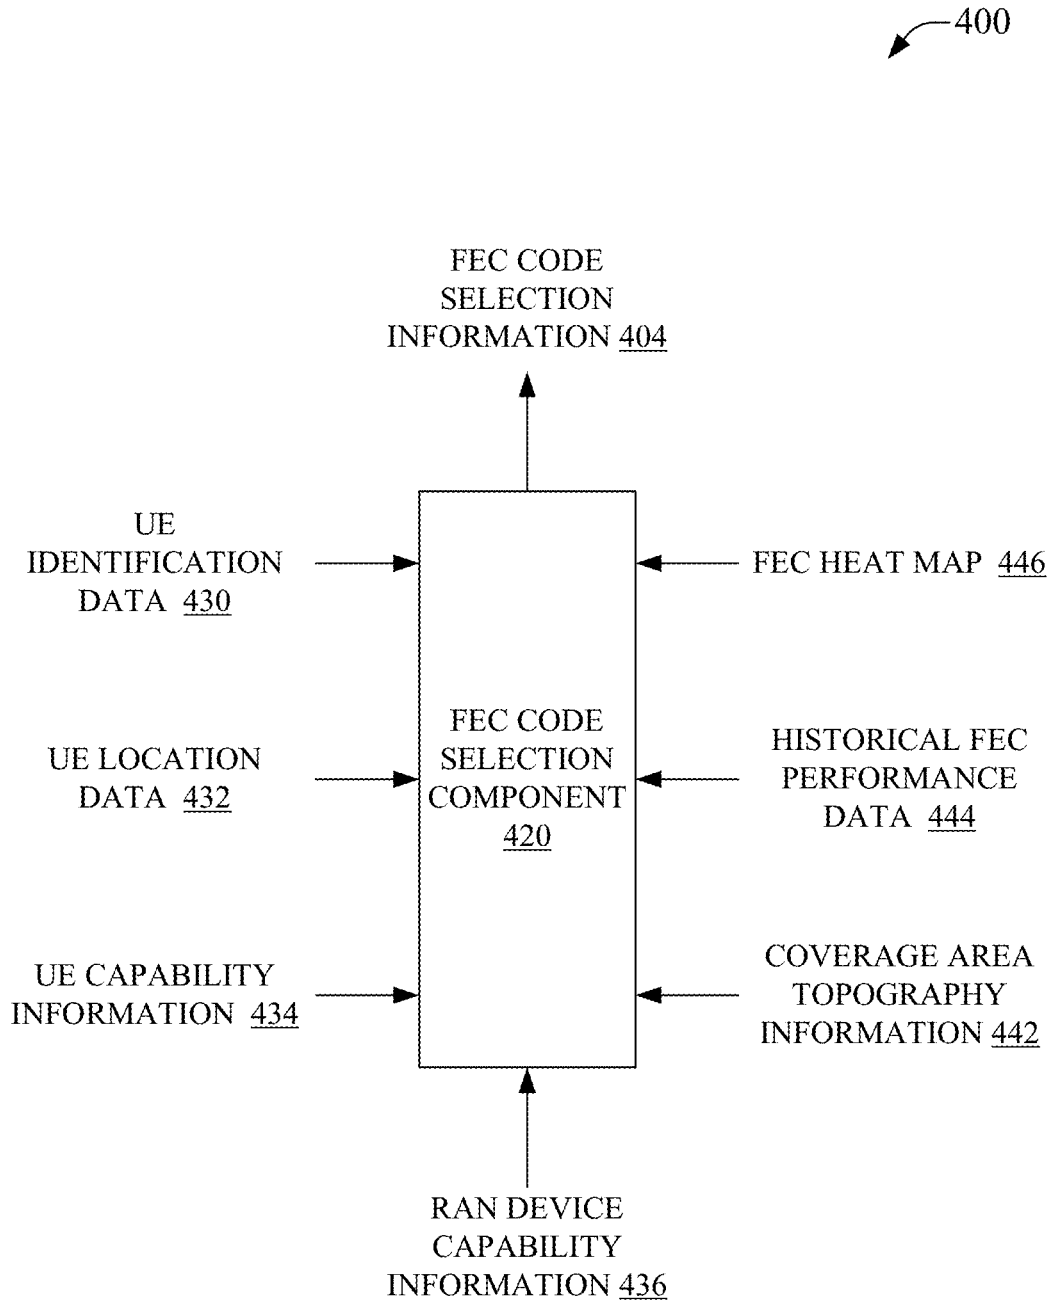 400
FEC CODE
SELECTION
INFORMATION 404
UE
IDENTIFICATION
DATA 430
FEC HEAT MAP 446
UE LOCATION
DATA 432
FEC CODE
SELECTION
COMPONENT
420
HISTORICAL FEC
PERFORMANCE
DATA 444
UE CAPABILITY
INFORMATION 434
COVERAGE AREA
TOPOGRAPHY
INFORMATION 442
RAN DEVICE
CAPABILITY
INFORMATION 436